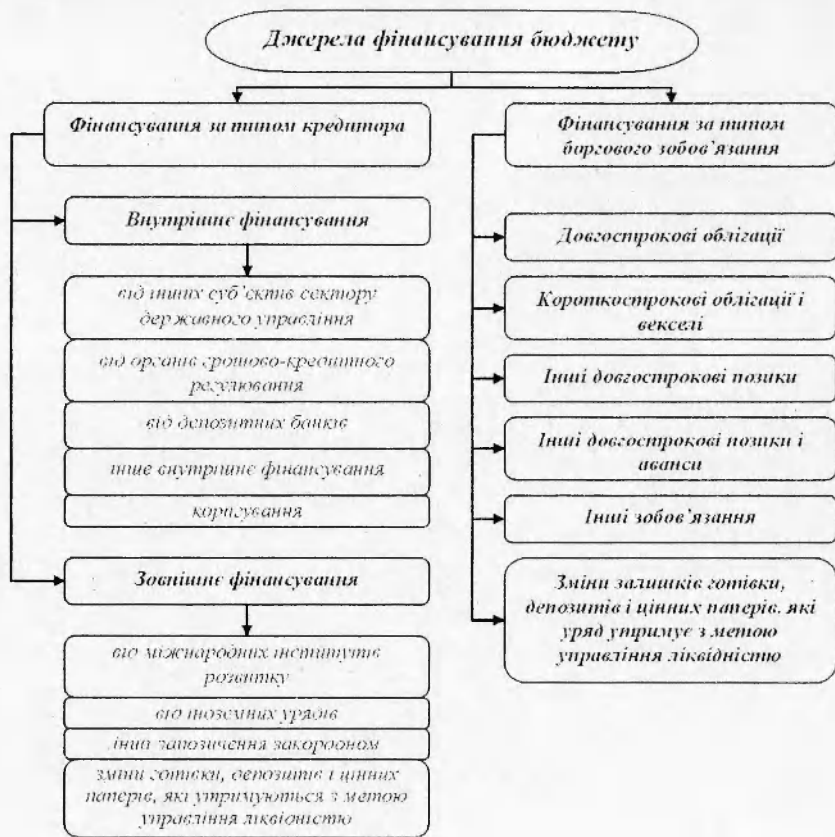 Джерела фінансування бюджету
Фінансування за типом кредитора
Внутрішнє фінансування
від інших суб’єктів сектору
державного управління
від органів грошово-кредитного
регулювання
від депозитних банків
інше внутрішнє фінансування
коригування
Зовнішнє фінансування
від міжнародних інститутів
розвитку
від іноземних урядів
інші запозичення закордоном
зміни готівки, депозитів і цінних
паперів, які утримуються з метою
управління ліквідністю
Фінансування за типом
боргового зобов’язання
Довгострокові облігації
Короткострокові облігації і
векселі
Інші довгострокові позики
Інші довгострокові позики і
аванси
Інші зобов’язання
Зміни залишків готівки,
депозитів і цінних паперів. які
уряд утримує з метою
управління ліквідністю